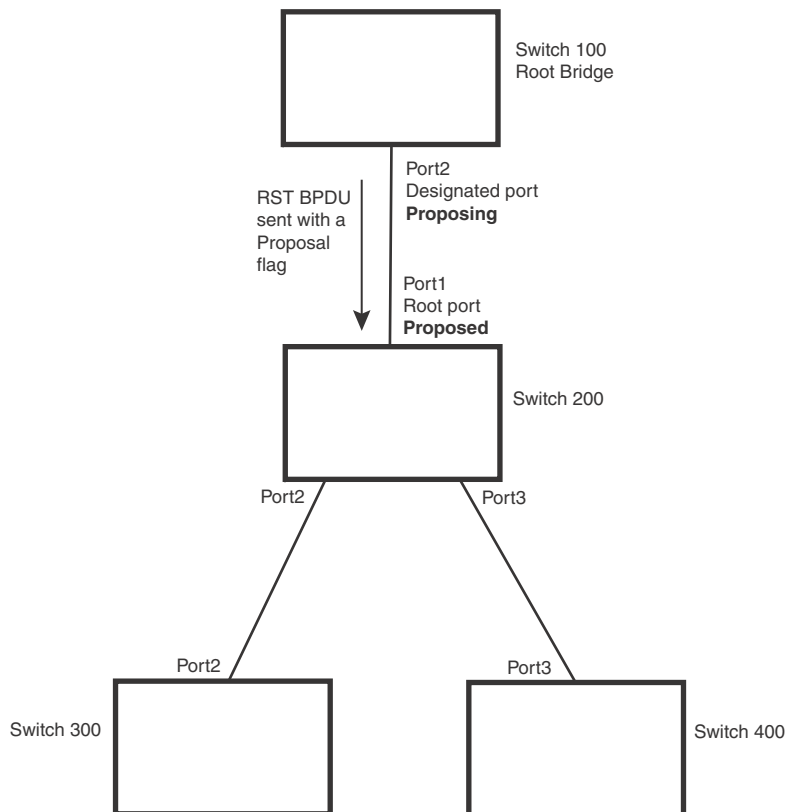 Switch 100
Root Bridge
Port2
Designated port
Proposing
RST BPDU
sent with a
Proposal
flag
Port1
Root port
Proposed
Switch 200
Port2
Port3
Port2
Port3
Switch 300
Switch 400